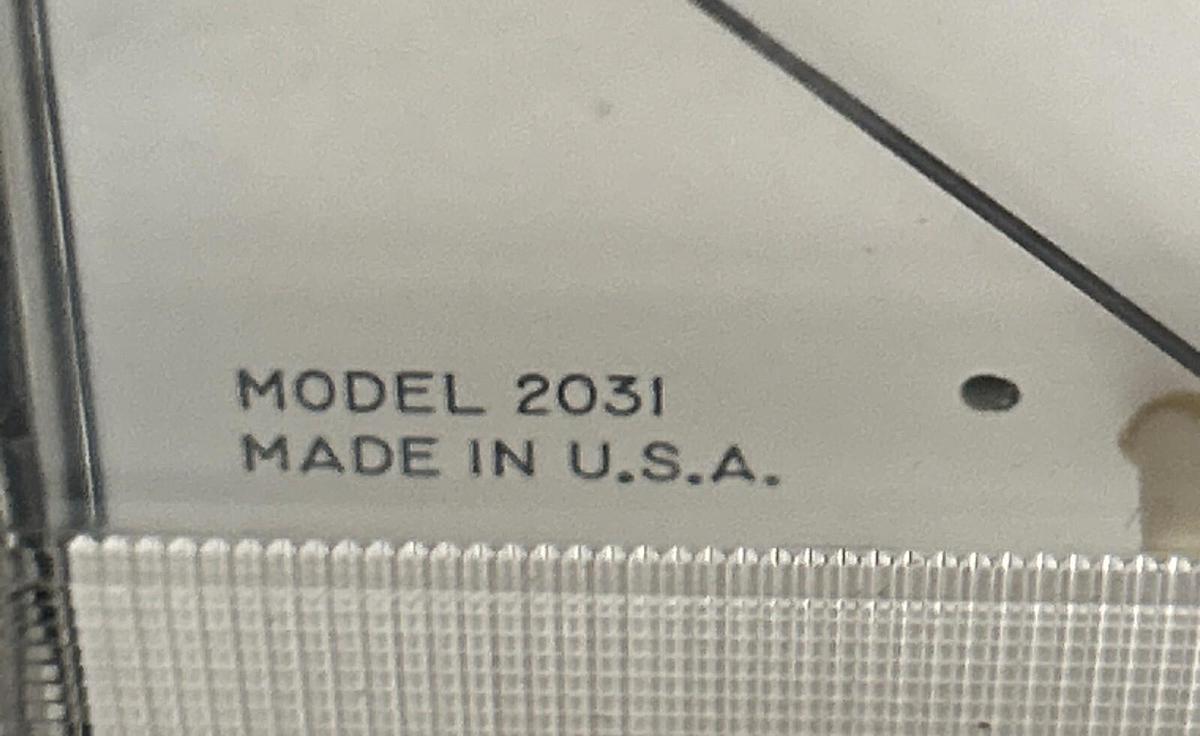 MODEL 2031
MADE IN U.S.A.